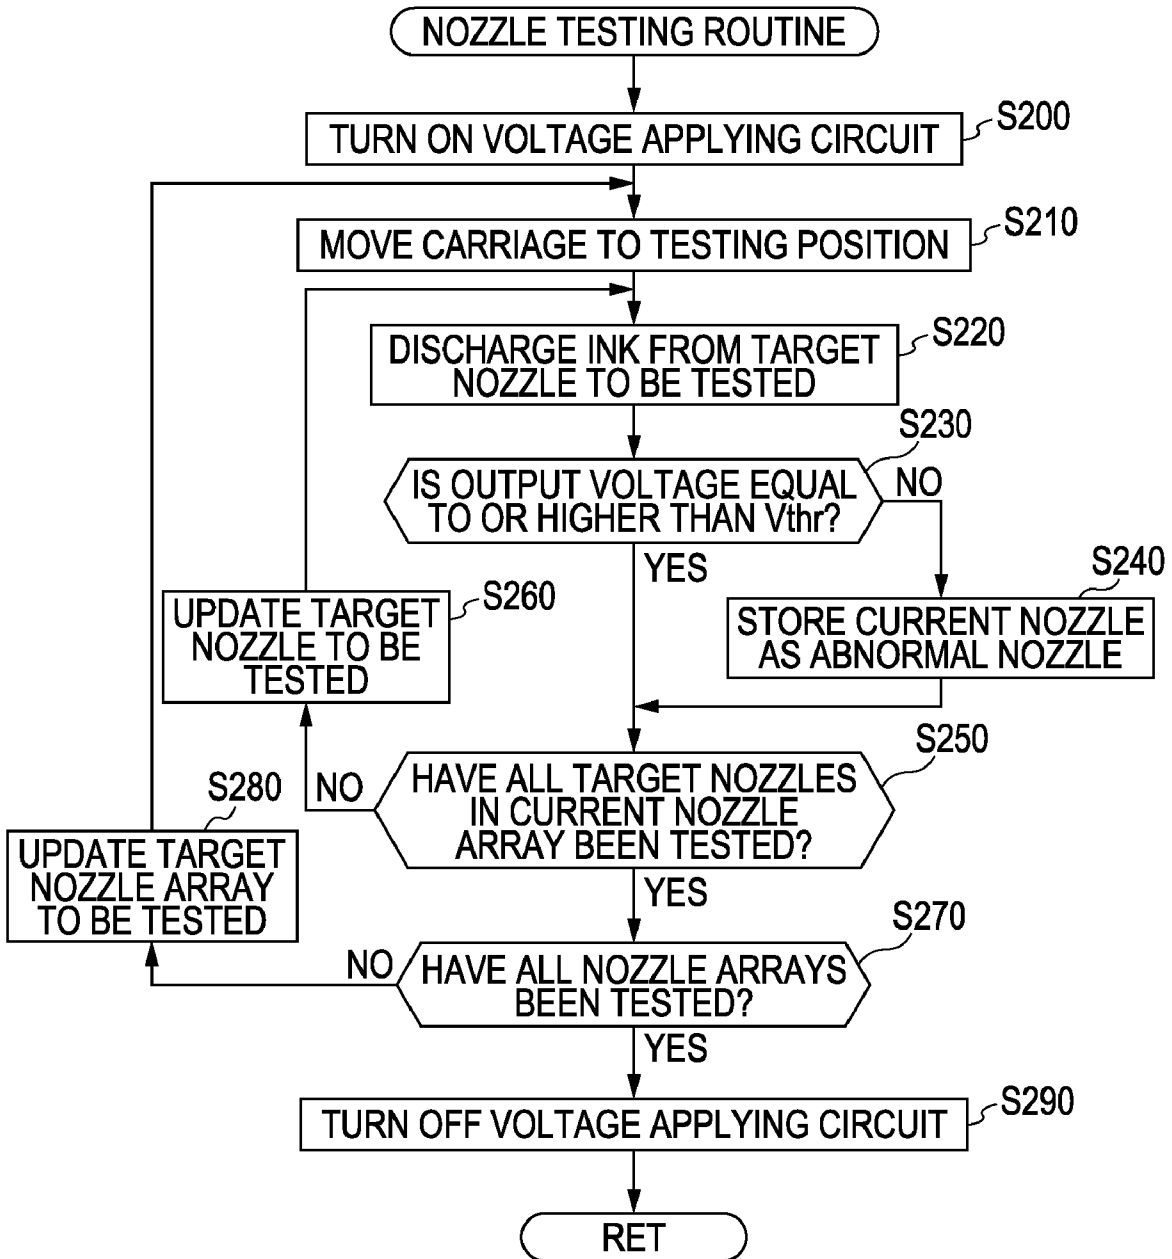 NOZZLE TESTING ROUTINE
S200
TURN ON VOLTAGE APPLYING CIRCUIT
S210
MOVE CARRIAGE TO TESTING POSITION
S220
DISCHARGE INK FROM TARGET
NOZZLE TO BE TESTED
S230
IS OUTPUT VOLTAGE EQUAL
TO OR HIGHER THAN Vthr?
NO
YES
S240
STORE CURRENT NOZZLE
AS ABNORMAL NOZZLE
S260
UPDATE TARGET
NOZZLE TO BE
TESTED
S250
HAVE ALL TARGET NOZZLES
IN CURRENT NOZZLE
ARRAY BEEN TESTED?
NO
YES
S280
UPDATE TARGET
NOZZLE ARRAY
TO BE TESTED
S270
HAVE ALL NOZZLE ARRAYS
BEEN TESTED?
NO
YES
S290
TURN OFF VOLTAGE APPLYING CIRCUIT
RET